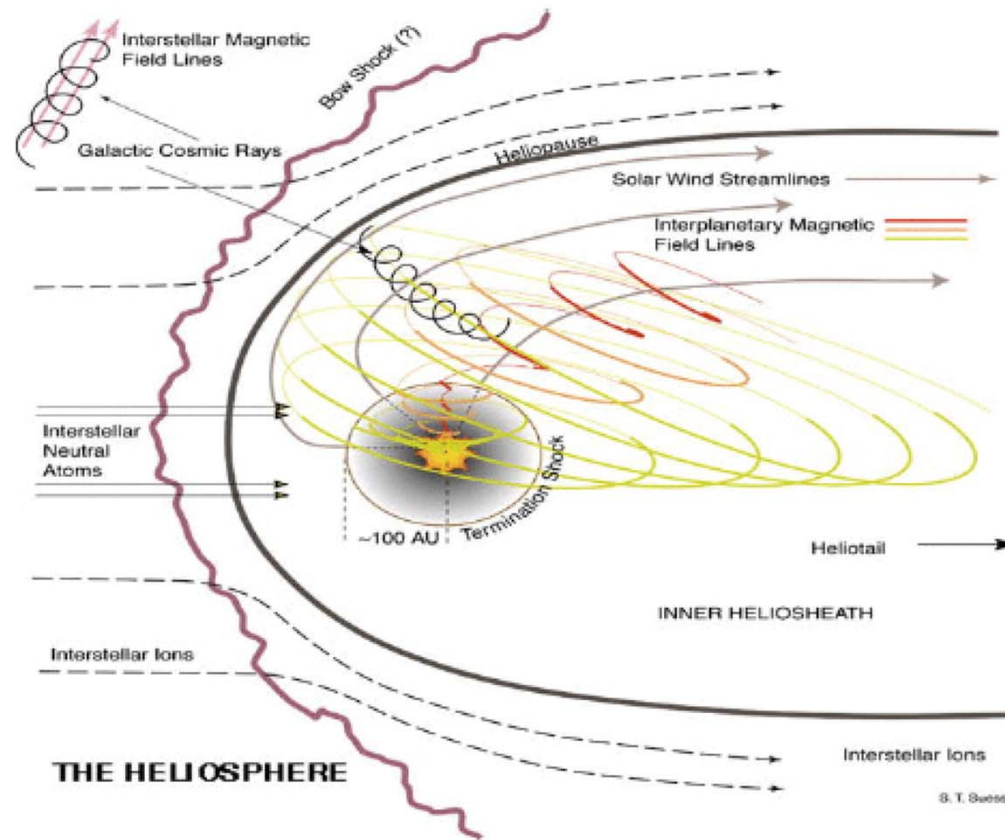 Interstellar Magnetic
Field Lines
Bow Shock (?)
Galactic Cosmic Rays
Heliopause
Solar Wind Streamlines
Interplanetary Magnetic
Field Lines
Interstellar
Neutral
Atoms
Termination Shock
~100 AU
Heliotail
INNER HELIOSHEATH
Interstellar Ions
Interstellar Ions
THE HELIOSPHERE
S. T. Suess